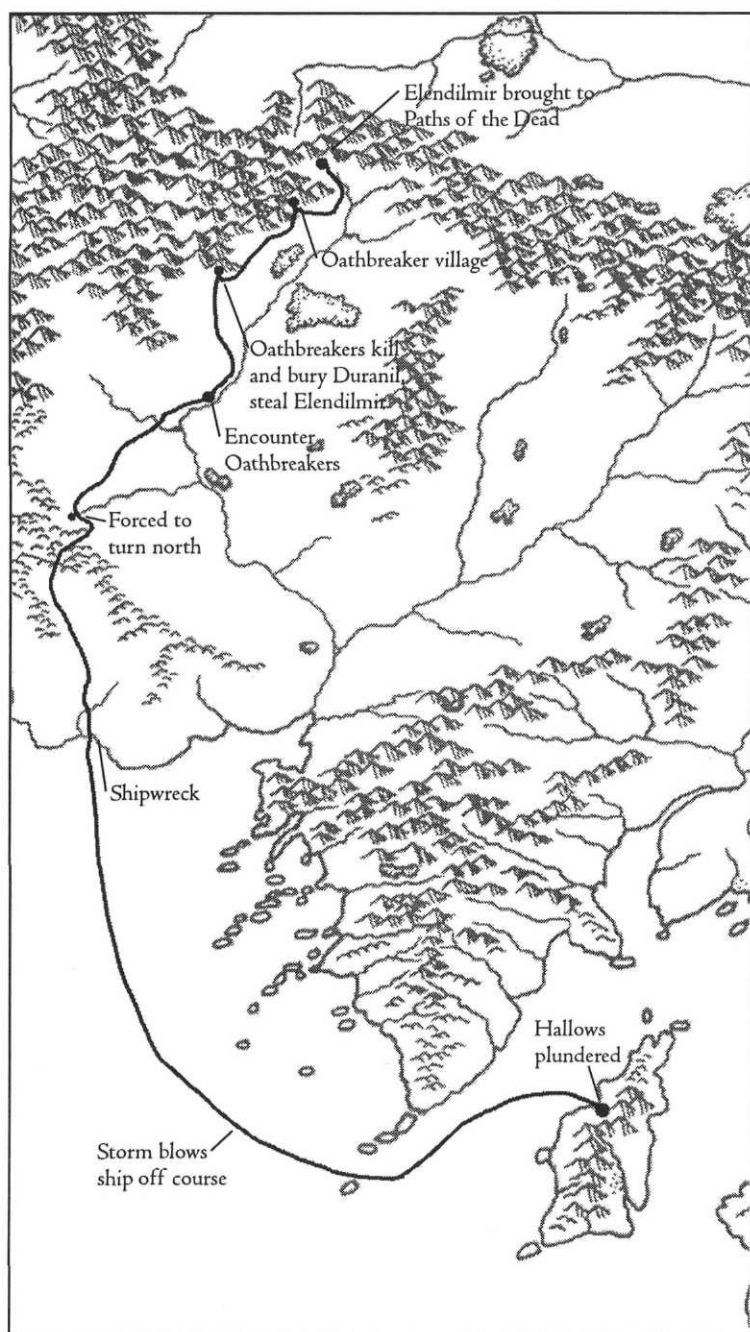 Elendilmir brought to
Paths of the Dead
Oathbreaker village
Oathbreakers kill
and bury Duranil,
steal Elendilmir
Encounter
Oathbreakers
Forced to
turn north
Shipwreck
Hallows
plundered
Storm blows
ship off course